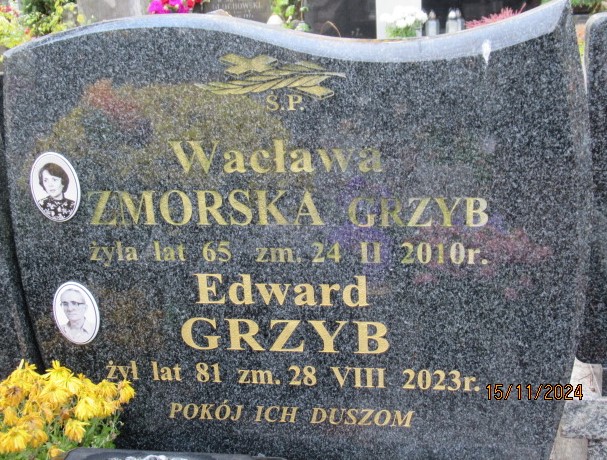 Ś.P.
Wacława
ZMORSKA GRZYB
żyła lat 65 zm. 24 II 2010r.
Edward
GRZYB
żył lat 81 zm. 28 VIII 2023r.
POKÓJ ICH DUSZOM
15/11/2024